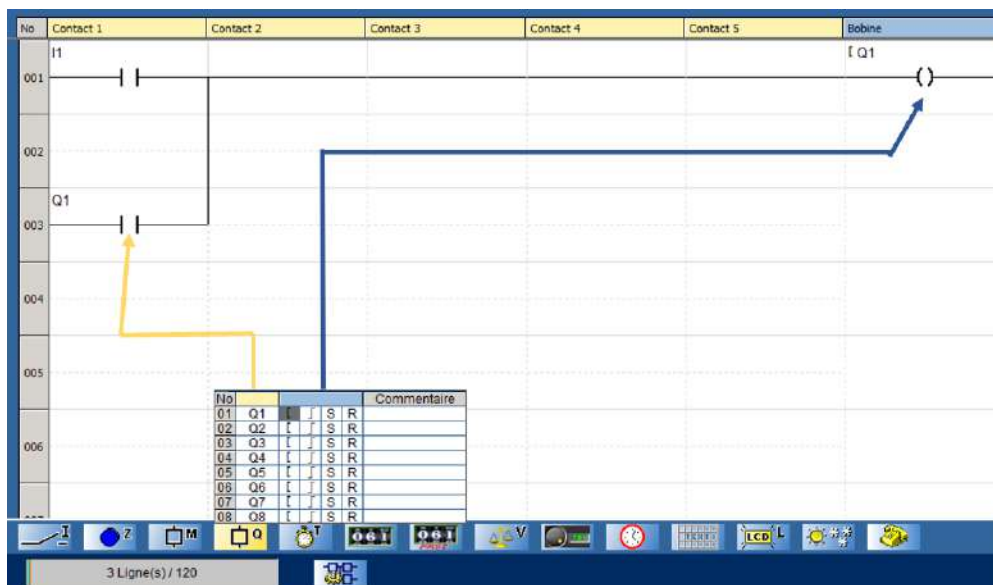 No Contact 1 Contact 2 Contact 3 Contact 4 Contact 5 Bobine
I1 [ Q1
001
002
Q1
003
004
005
No Commentaire
01 Q1 [ ∫ S R
02 Q2 [ ∫ S R
03 Q3 [ ∫ S R
006
04 Q4 [ ∫ S R
05 Q5 [ ∫ S R
06 Q6 [ ∫ S R
07 Q7 [ ∫ S R
08 Q8 [ ∫ S R
I Z M Q T V LCD L
3 Ligne(s) / 120